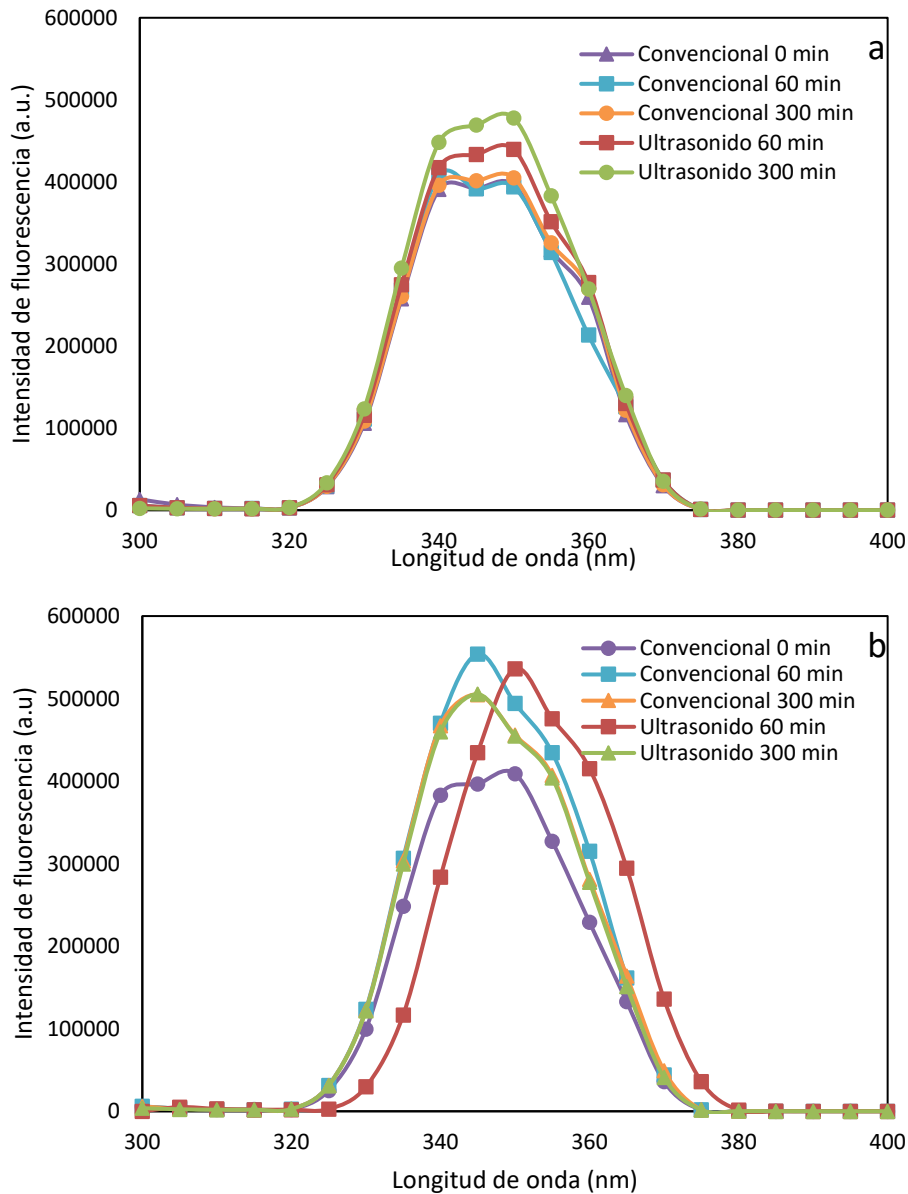 600000
500000
400000
300000
200000
100000
0
300
320
340
360
380
400
Intensidad de fluorescencia (a.u.)
Longitud de onda (nm)
a
Convencional 0 min
Convencional 60 min
Convencional 300 min
Ultrasonido 60 min
Ultrasonido 300 min
600000
500000
400000
300000
200000
100000
0
300
320
340
360
380
400
Intensidad de fluorescencia (a.u)
Longitud de onda (nm)
b
Convencional 0 min
Convencional 60 min
Convencional 300 min
Ultrasonido 60 min
Ultrasonido 300 min